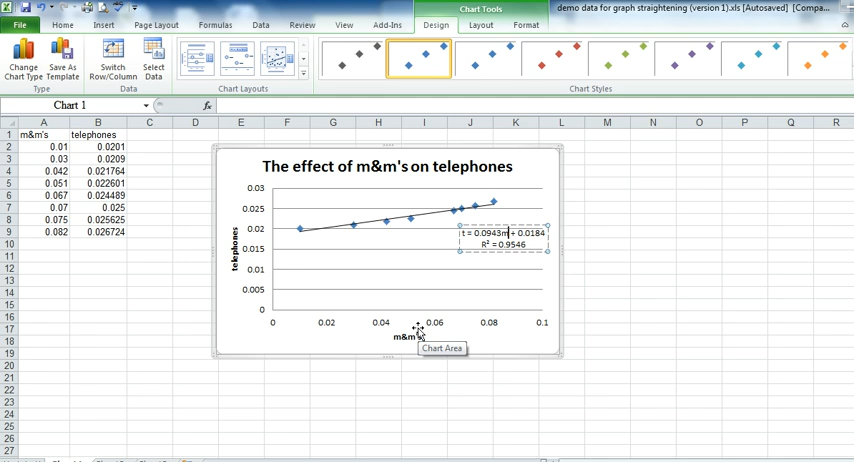 Chart Tools
demo data for graph straightening (version 1).xls [Autosaved] [Compa...
File Home Insert Page Layout Formulas Data Review View Add-Ins Design Layout Format
Change Chart Type
Save As Template
Switch Row/Column
Select Data
Type Data Chart Layouts Chart Styles
Chart 1 fx
A B C D E F G H I J K L M N O P Q R
1 m&m's telephones
2 0.01 0.0201
3 0.03 0.0209
4 0.042 0.021764
5 0.051 0.022601
6 0.067 0.024489
7 0.07 0.025
8 0.075 0.025625
9 0.082 0.026724
10
11
12
13
14
15
16
17
18
19
20
21
22
23
24
25
26
27
The effect of m&m's on telephones
0.03
0.025
0.02
0.015
0.01
0.005
0
telephones
t = 0.0943m + 0.0184
R² = 0.9546
0 0.02 0.04 0.06 0.08 0.1
m&m's
Chart Area